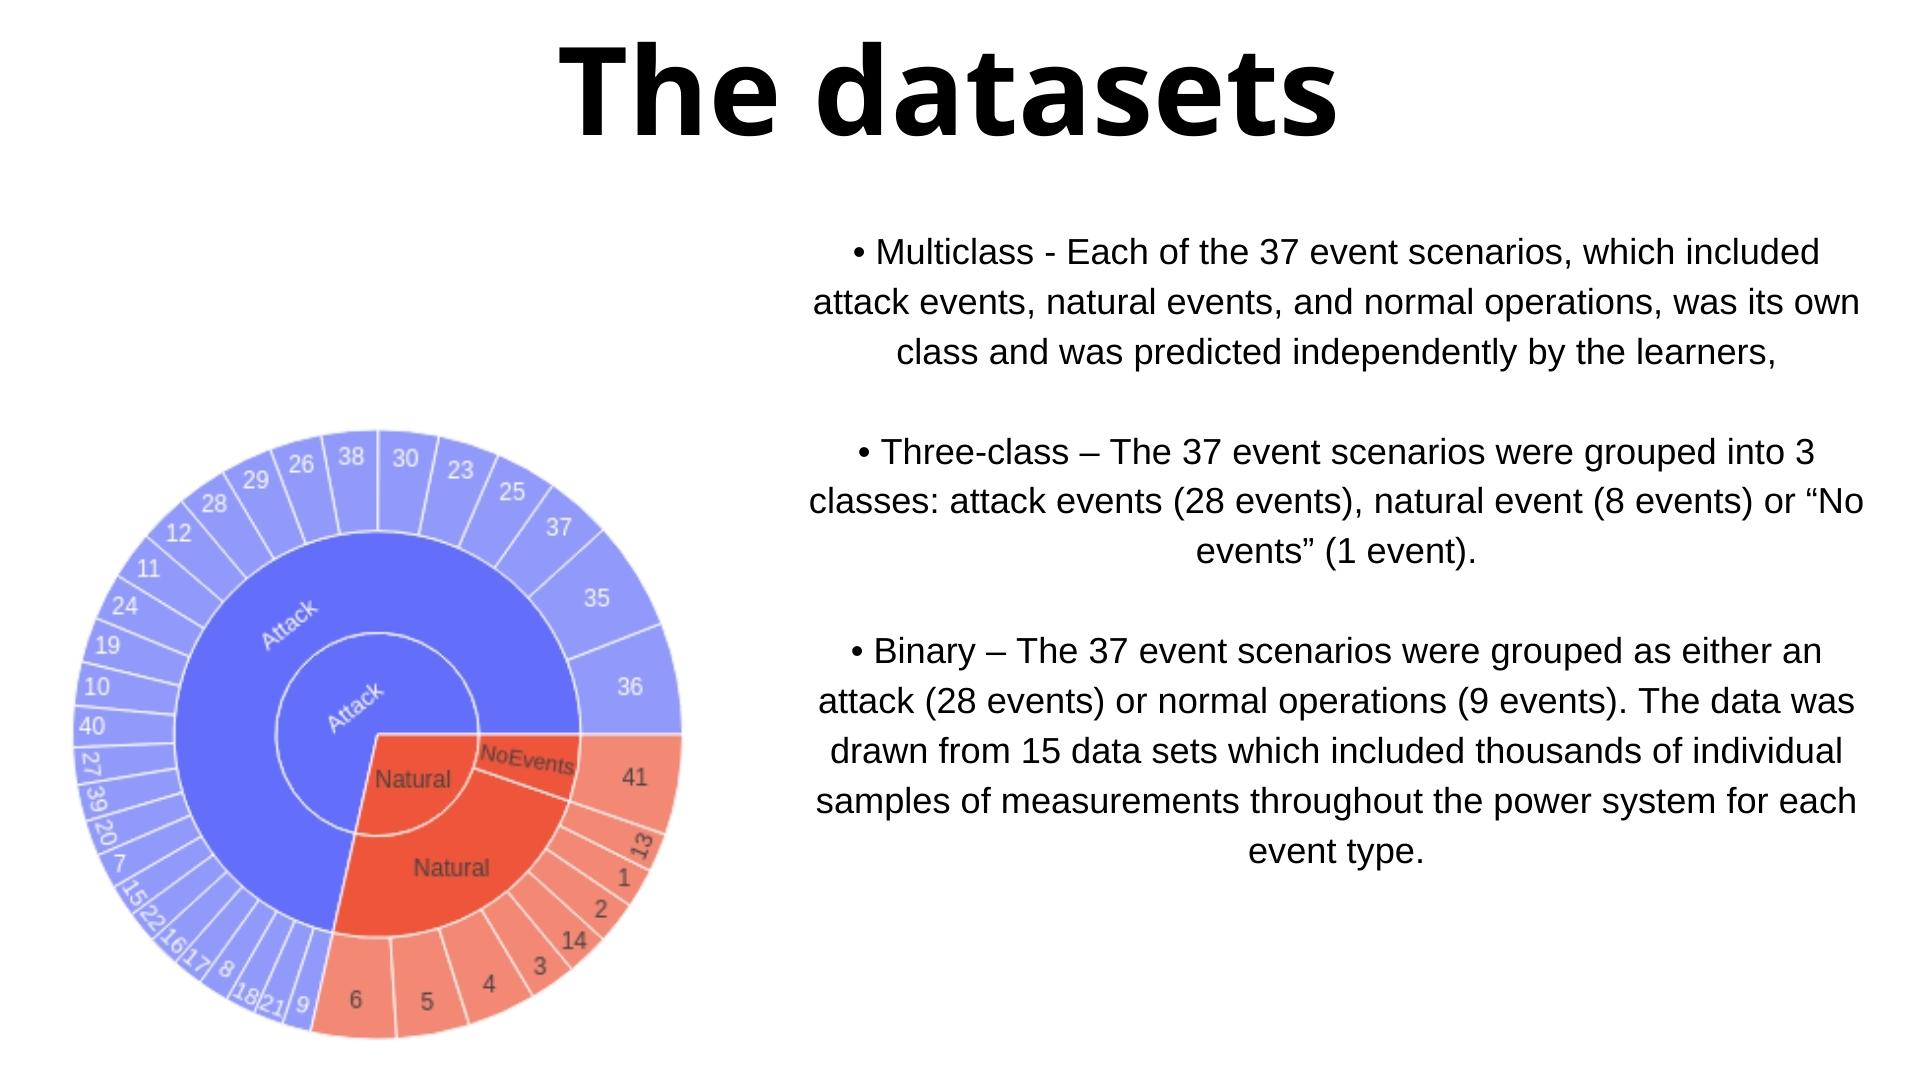 The datasets
• Multiclass - Each of the 37 event scenarios, which included
attack events, natural events, and normal operations, was its own
class and was predicted independently by the learners,
• Three-class – The 37 event scenarios were grouped into 3
classes: attack events (28 events), natural event (8 events) or “No
events” (1 event).
• Binary – The 37 event scenarios were grouped as either an
attack (28 events) or normal operations (9 events). The data was
drawn from 15 data sets which included thousands of individual
samples of measurements throughout the power system for each
event type.
Attack
Natural
Attack
Natural
NoEvents
36
35
37
25
23
30
38
26
29
28
12
11
24
19
10
40
27
39
20
7
15
22
16
17
8
18
21
9
6
5
4
3
14
2
1
13
41